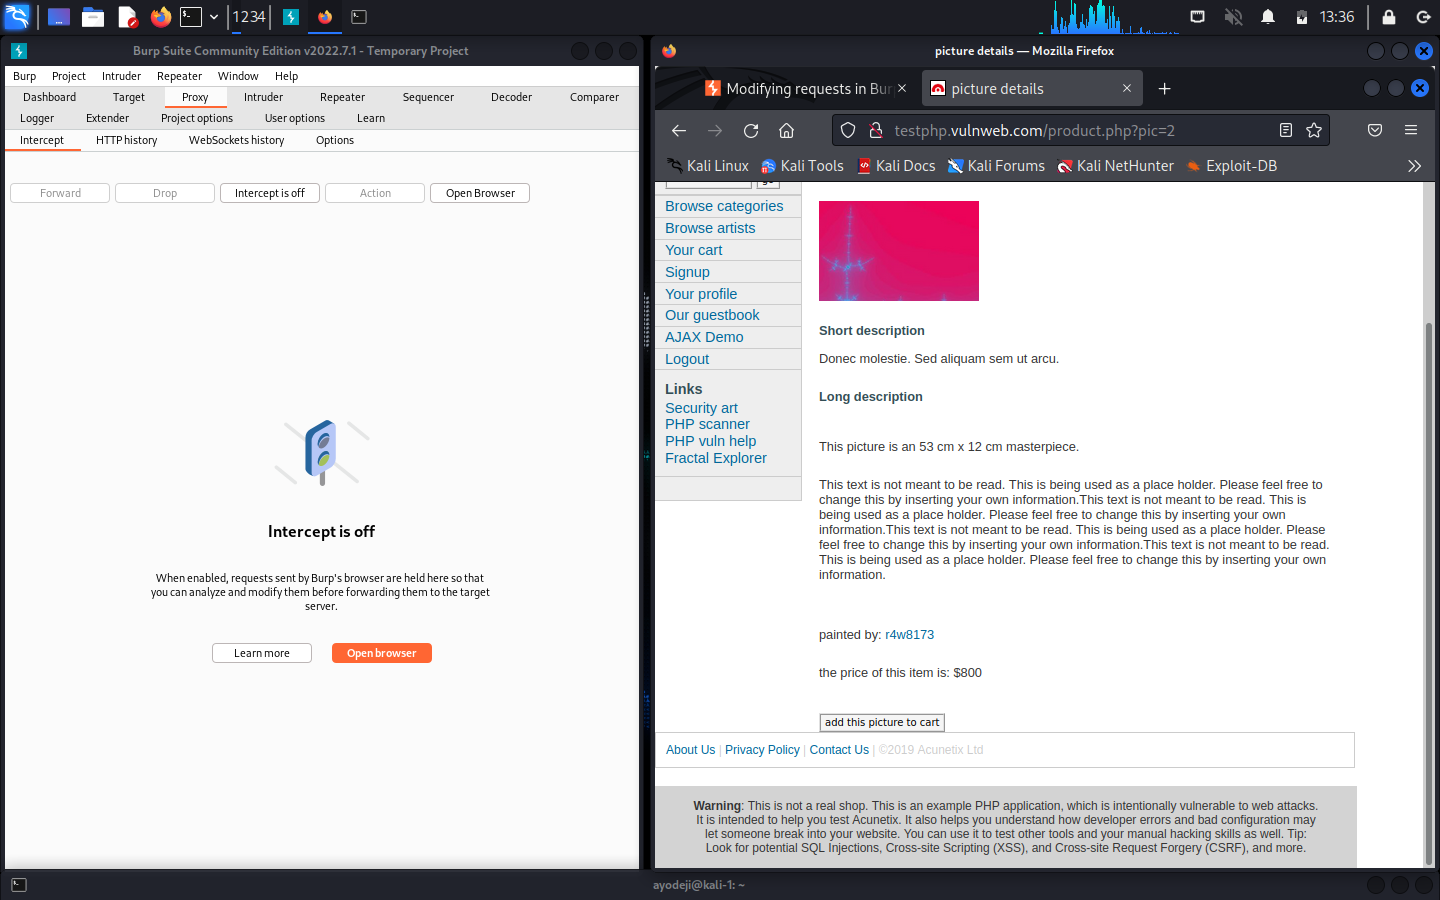 1234
13:36
Burp Suite Community Edition v2022.7.1 - Temporary Project
Burp Project Intruder Repeater Window Help
Dashboard Target Proxy Intruder Repeater Sequencer Decoder Comparer
Logger Extender Project options User options Learn
Intercept HTTP history WebSockets history Options
Forward Drop Intercept is off Action Open Browser
Intercept is off
When enabled, requests sent by Burp's browser are held here so that
you can analyze and modify them before forwarding them to the target
server.
Learn more Open browser
picture details — Mozilla Firefox
Modifying requests in Bur picture details
testphp.vulnweb.com/product.php?pic=2
Kali Linux Kali Tools Kali Docs Kali Forums Kali NetHunter Exploit-DB
Browse categories
Browse artists
Your cart
Signup
Your profile
Our guestbook
AJAX Demo
Logout
Links
Security art
PHP scanner
PHP vuln help
Fractal Explorer
Short description
Donec molestie. Sed aliquam sem ut arcu.
Long description
This picture is an 53 cm x 12 cm masterpiece.
This text is not meant to be read. This is being used as a place holder. Please feel free to
change this by inserting your own information.This text is not meant to be read. This is
being used as a place holder. Please feel free to change this by inserting your own
information.This text is not meant to be read. This is being used as a place holder. Please
feel free to change this by inserting your own information.This text is not meant to be read.
This is being used as a place holder. Please feel free to change this by inserting your own
information.
painted by: r4w8173
the price of this item is: $800
add this picture to cart
About Us | Privacy Policy | Contact Us | ©2019 Acunetix Ltd
Warning: This is not a real shop. This is an example PHP application, which is intentionally vulnerable to web attacks.
It is intended to help you test Acunetix. It also helps you understand how developer errors and bad configuration may
let someone break into your website. You can use it to test other tools and your manual hacking skills as well. Tip:
Look for potential SQL Injections, Cross-site Scripting (XSS), and Cross-site Request Forgery (CSRF), and more.
ayodeji@kali-1: ~